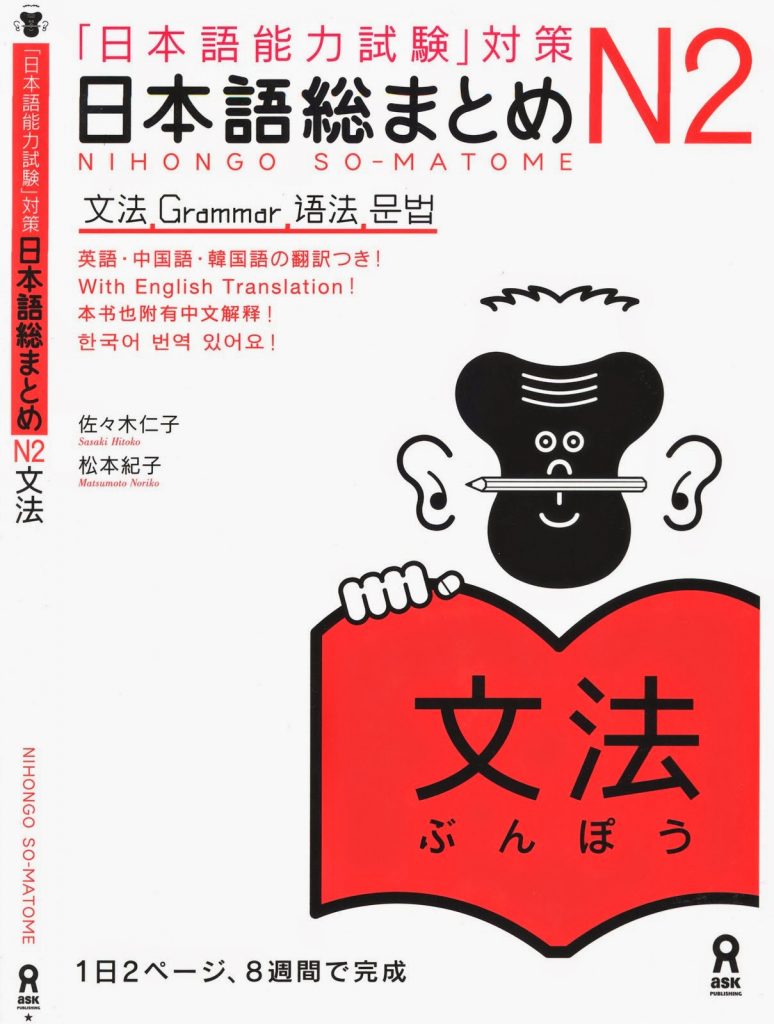 「日本語能力試験」対策
日本語総まとめ N2
NIHONGO SO-MATOME
文法 Grammar 语法 문법
英語・中国語・韓国語の翻訳つき！
With English Translation！
本书也附有中文解释！
한국어 번역 있어요！
佐々木仁子
Sasaki Hitoko
松本紀子
Matsumoto Noriko
文法
ぶんぽう
1日2ページ、8週間で完成
ask
PUBLISHING
「日本語能力試験」対策
日本語総まとめ
N2
文法
NIHONGO SO-MATOME
ask
PUBLISHING